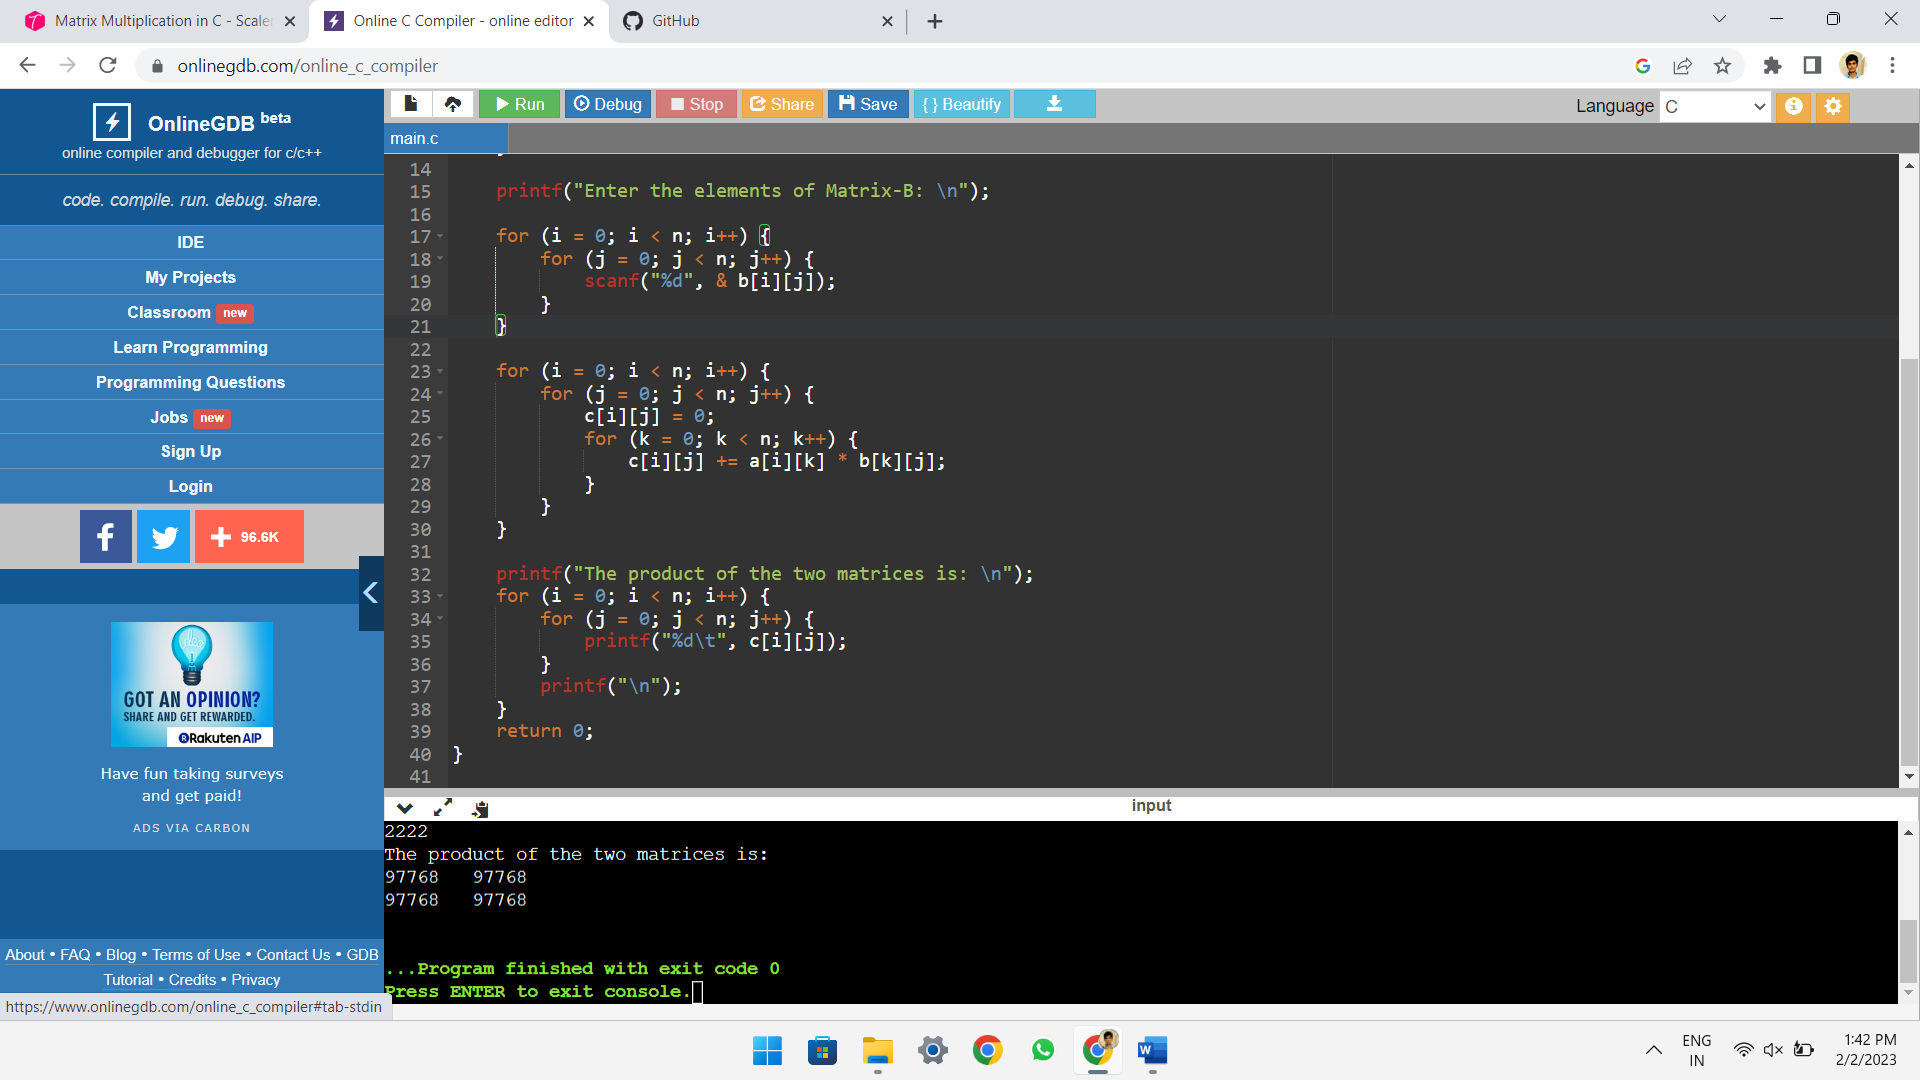 Matrix Multiplication in C - Scaler
Online C Compiler - online editor
GitHub
onlinegdb.com/online_c_compiler
OnlineGDB beta
online compiler and debugger for c/c++
code. compile. run. debug. share.
IDE
My Projects
Classroom new
Learn Programming
Programming Questions
Jobs new
Sign Up
Login
96.6K
GOT AN OPINION?
SHARE AND GET REWARDED.
Rakuten AIP
Have fun taking surveys
and get paid!
ADS VIA CARBON
About • FAQ • Blog • Terms of Use • Contact Us • GDB
Tutorial • Credits • Privacy
https://www.onlinegdb.com/online_c_compiler#tab-stdin
Run Debug Stop Share Save { } Beautify
Language C
main.c
14
15 printf("Enter the elements of Matrix-B: \n");
16
17 for (i = 0; i < n; i++) {
18 for (j = 0; j < n; j++) {
19 scanf("%d", & b[i][j]);
20 }
21 }
22
23 for (i = 0; i < n; i++) {
24 for (j = 0; j < n; j++) {
25 c[i][j] = 0;
26 for (k = 0; k < n; k++) {
27 c[i][j] += a[i][k] * b[k][j];
28 }
29 }
30 }
31
32 printf("The product of the two matrices is: \n");
33 for (i = 0; i < n; i++) {
34 for (j = 0; j < n; j++) {
35 printf("%d\t", c[i][j]);
36 }
37 printf("\n");
38 }
39 return 0;
40 }
41
input
2222
The product of the two matrices is:
97768 97768
97768 97768
...Program finished with exit code 0
Press ENTER to exit console.
ENG
IN
1:42 PM
2/2/2023